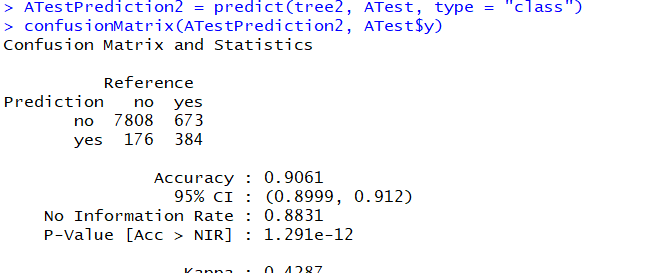 > ATestPrediction2 = predict(tree2, ATest, type = "class")
> confusionMatrix(ATestPrediction2, ATest$y)
Confusion Matrix and Statistics
Reference
Prediction no yes
no 7808 673
yes 176 384
Accuracy : 0.9061
95% CI : (0.8999, 0.912)
No Information Rate : 0.8831
P-Value [Acc > NIR] : 1.291e-12
Kappa : 0.4287